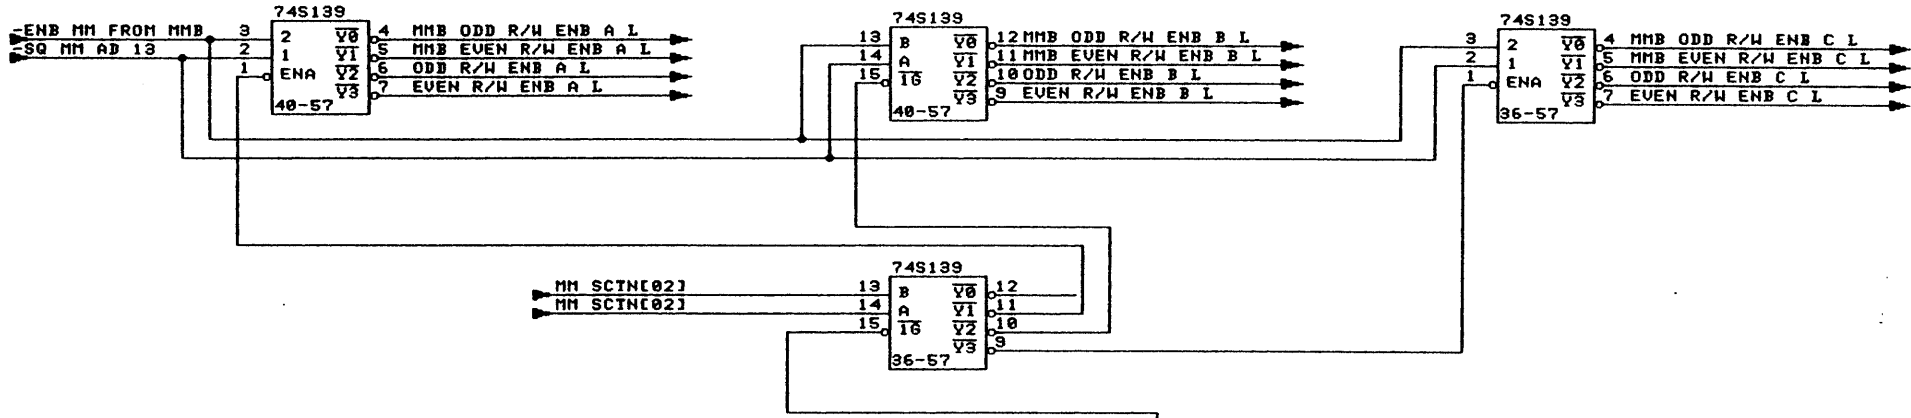 74S139
-ENB MM FROM MMB 3 2 Y0 4 MMB ODD R/W ENB A L
-SQ MM AD 13 2 1 Y1 5 MMB EVEN R/W ENB A L
1 ENA Y2 6 ODD R/W ENB A L
Y3 7 EVEN R/W ENB A L
40-57
74S139
13 B Y0 12 MMB ODD R/W ENB B L
14 A Y1 11 MMB EVEN R/W ENB B L
15 1G Y2 10 ODD R/W ENB B L
Y3 9 EVEN R/W ENB B L
40-57
74S139
3 2 Y0 4 MMB ODD R/W ENB C L
2 1 Y1 5 MMB EVEN R/W ENB C L
1 ENA Y2 6 ODD R/W ENB C L
Y3 7 EVEN R/W ENB C L
36-57
74S139
MM SCTN[02] 13 B Y0 12
MM SCTN[02] 14 A Y1 11
15 1G Y2 10
Y3 9
36-57